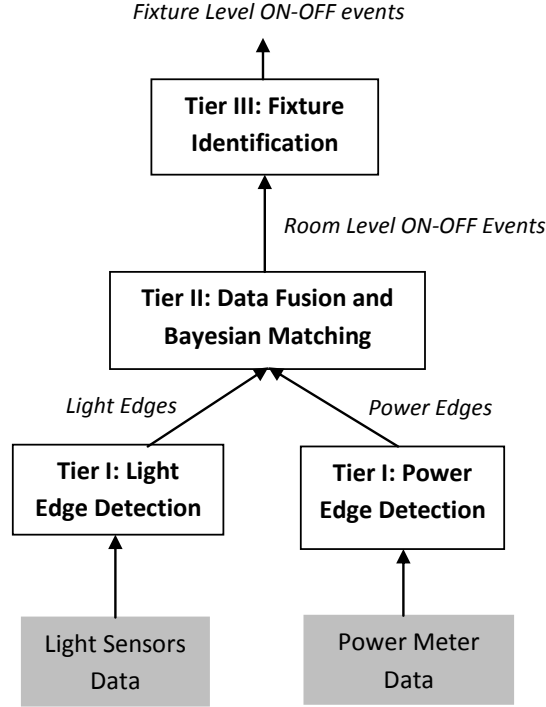 Fixture Level ON-OFF events
Tier III: Fixture
Identification
Room Level ON-OFF Events
Tier II: Data Fusion and
Bayesian Matching
Light Edges
Power Edges
Tier I: Light
Edge Detection
Tier I: Power
Edge Detection
Light Sensors
Data
Power Meter
Data